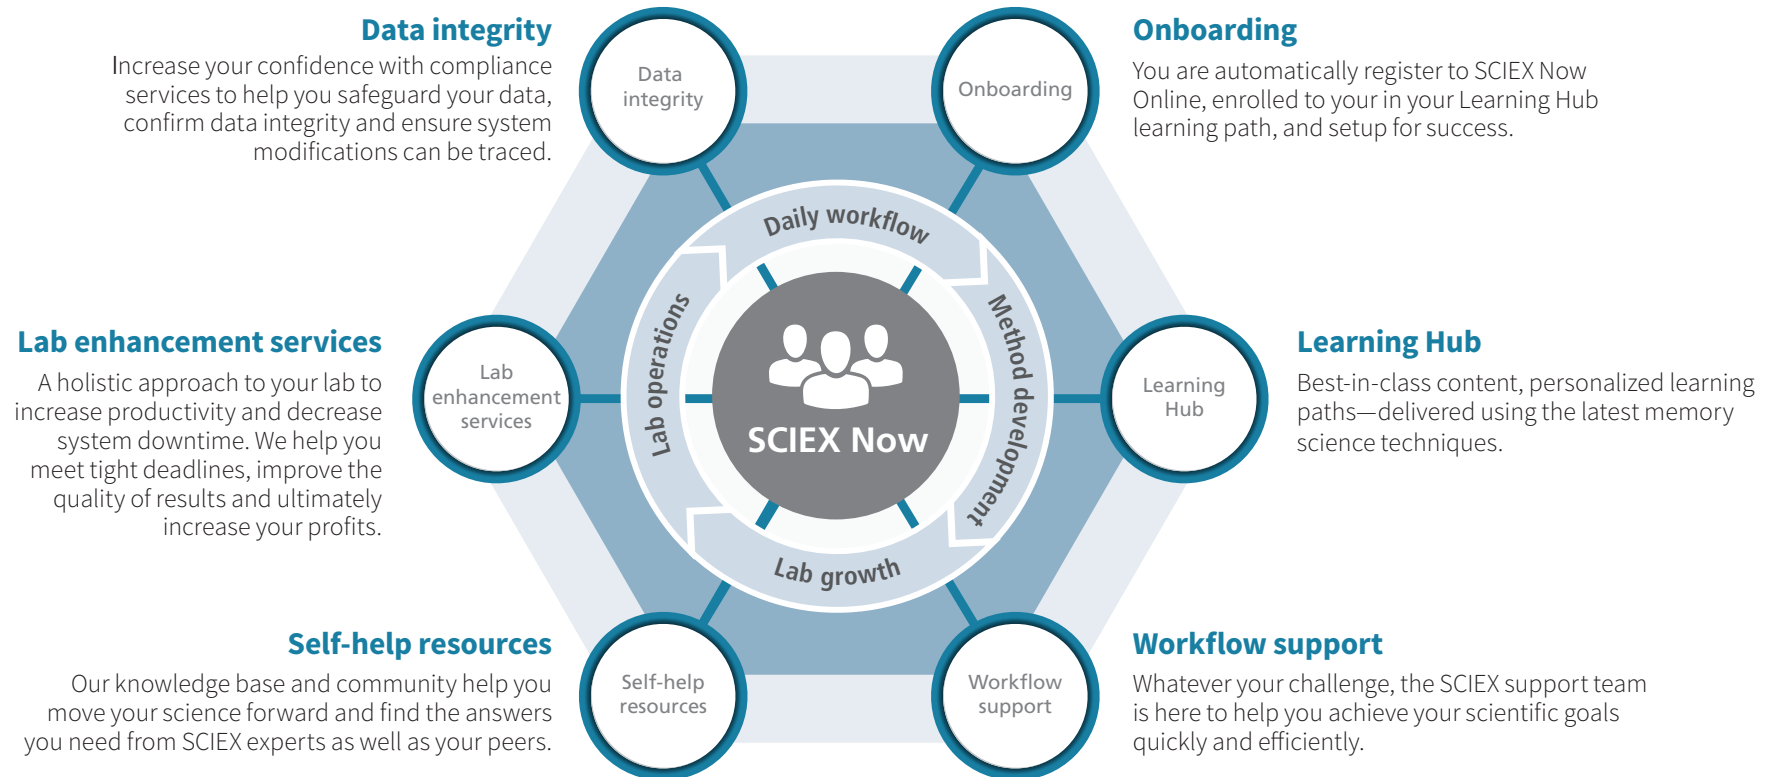 Data integrity
Increase your confidence with compliance
services to help you safeguard your data,
confirm data integrity and ensure system
modifications can be traced.
Data
integrity
Onboarding
Onboarding
You are automatically register to SCIEX Now
Online, enrolled to your in your Learning Hub
learning path, and setup for success.
Lab enhancement services
A holistic approach to your lab to
increase productivity and decrease
system downtime. We help you
meet tight deadlines, improve the
quality of results and ultimately
increase your profits.
Lab
enhancement
services
Daily workflow
Method development
Lab growth
Lab operations
SCIEX Now
Learning
Hub
Learning Hub
Best-in-class content, personalized learning
paths—delivered using the latest memory
science techniques.
Self-help resources
Our knowledge base and community help you
move your science forward and find the answers
you need from SCIEX experts as well as your peers.
Self-help
resources
Workflow
support
Workflow support
Whatever your challenge, the SCIEX support team
is here to help you achieve your scientific goals
quickly and efficiently.